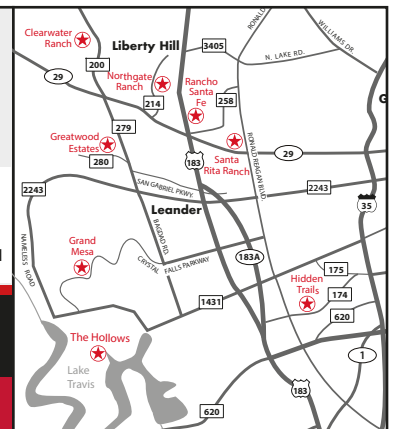 Clearwater
Ranch
Liberty Hill
3405
RONALD
WILLIAMS DR.
N. LAKE RD.
200
29
Northgate
Ranch
Rancho
Santa
Fe
214
258
G
279
Greatwood
Estates
280
183
Santa
Rita Ranch
RONALD REAGAN BLVD.
29
2243
SAN GABRIEL PKWY.
2243
35
Leander
NAMELESS ROAD
BAGDAD RD.
Grand
Mesa
CRYSTAL FALLS PARKWAY
183A
175
Hidden
Trails
174
1431
620
The Hollows
Lake
Travis
1
183
620